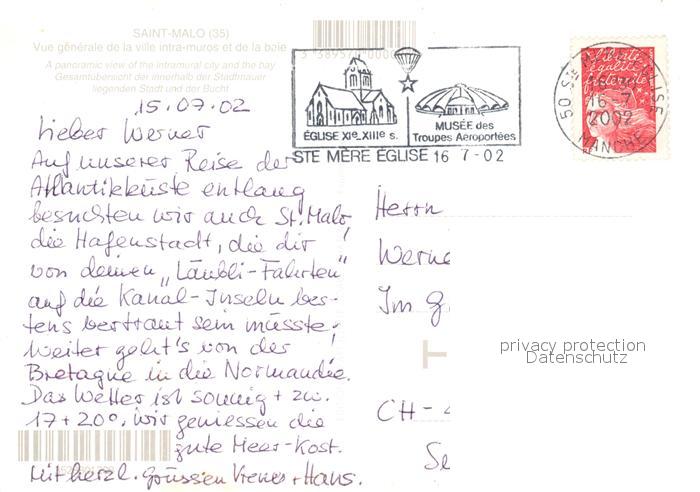 SAINT-MALO (35)
Vue générale de la ville intra-muros et de la baie
A panoramic view of the intramural city and the bay
Gesamtübersicht der innerhalb der Stadtmauer
liegenden Stadt und der Bucht
15.07.02
Lieber Werner
Auf unserer Reise der
Atlantikküste entlang
besuchten wir auch St. Malo,
die Hafenstadt, die dir
von deinen "Läubli-Fahrten"
auf die Kanal-Inseln bes-
tens vertraut sein müsste!
Weiter geht's von der
Bretagne in die Normandie.
Das Wetter ist sonnig + zw.
17 + 20°. Wir geniessen die
gute Meer-Kost.
Mit herzl. Grüssen + Hans.
ÉGLISE XIe-XIIIe s.
MUSÉE des
Troupes Aéroportées
STE MÈRE ÉGLISE 16 7-02
liberté
égalité
fraternité
50 EGLISE
16-7
2002
MANCHE
Herrn
Werne
Im G
CH-
Se
privacy protection
Datenschutz